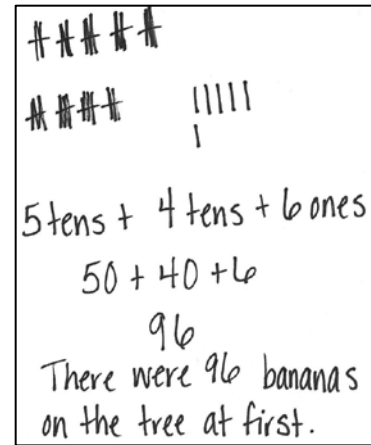 5 tens + 4 tens + 6 ones
50 + 40 + 6
96
There were 96 bananas
on the tree at first.